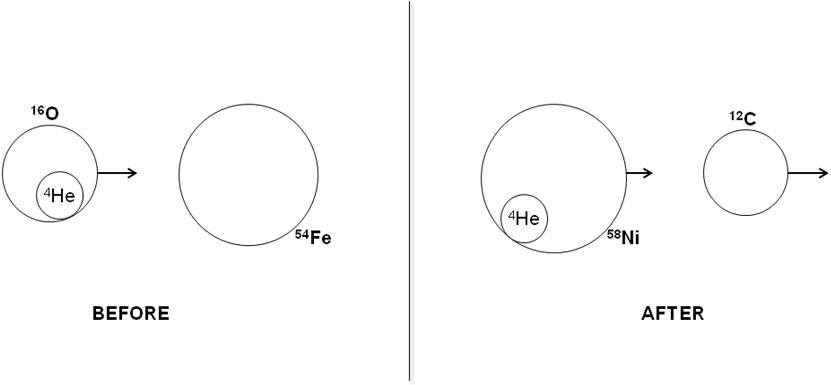 ¹⁶O
⁴He
⁵⁴Fe
BEFORE
¹²C
⁴He
⁵⁸Ni
AFTER